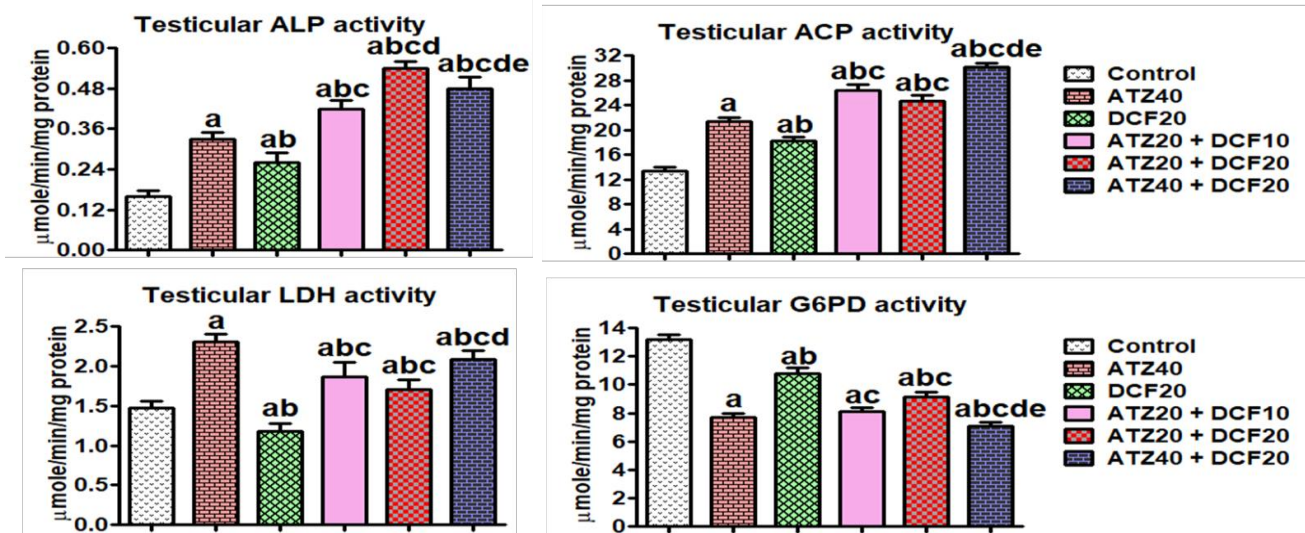 Testicular ALP activity
μmole/min/mg protein
0.60
0.48
0.36
0.24
0.12
0.00
a
ab
abc
abcd
abcde
Testicular ACP activity
μmole/min/mg protein
32
28
24
20
16
12
8
4
0
a
ab
abc
abc
abcde
Control
ATZ40
DCF20
ATZ20 + DCF10
ATZ20 + DCF20
ATZ40 + DCF20
Testicular LDH activity
μmole/min/mg protein
2.5
2.0
1.5
1.0
0.5
0.0
a
ab
abc
abc
abcd
Testicular G6PD activity
μmole/min/mg protein
14
12
10
8
6
4
2
0
a
ab
ac
abc
abcde
Control
ATZ40
DCF20
ATZ20 + DCF10
ATZ20 + DCF20
ATZ40 + DCF20